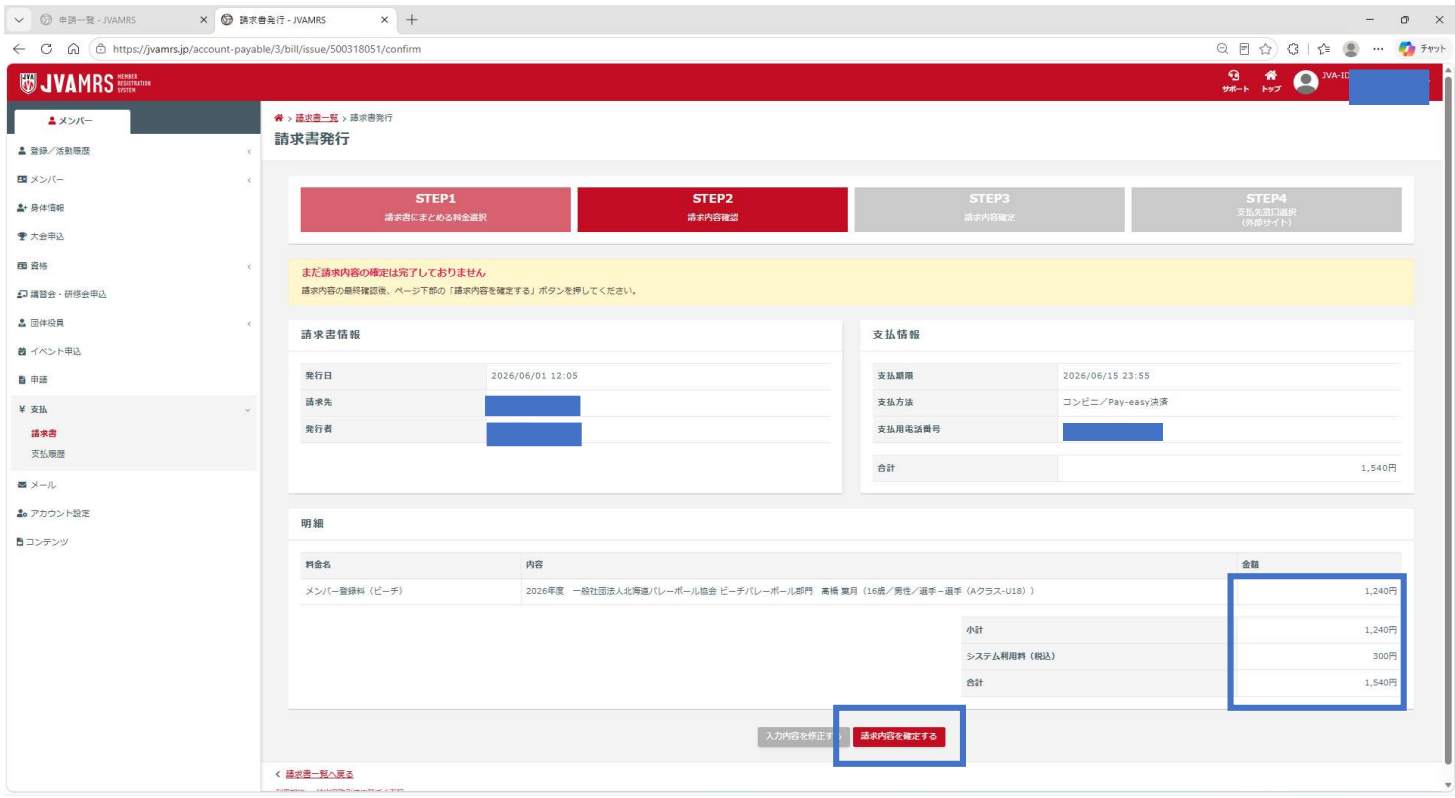 申請一覧 - JVAMRS
請求書発行 - JVAMRS
https://jvamrs.jp/account-payable/3/bill/issue/500318051/confirm
チャット
JVAMRS MEMBER REGISTRATION SYSTEM
サポート
トップ
JVA-ID
メンバー
登録／活動履歴
メンバー
身体情報
大会申込
資格
講習会・研修会申込
団体役員
イベント申込
申請
¥ 支払
請求書
支払履歴
メール
アカウント設定
コンテンツ
> 請求書一覧 > 請求書発行
請求書発行
STEP1
請求書にまとめる料金選択
STEP2
請求内容確認
STEP3
請求内容確定
STEP4
支払先窓口選択
（外部サイト）
まだ請求内容の確定は完了しておりません
請求内容の最終確認後、ページ下部の「請求内容を確定する」ボタンを押してください。
請求書情報
発行日 2026/06/01 12:05
請求先
発行者
支払情報
支払期限 2026/06/15 23:55
支払方法 コンビニ／Pay-easy決済
支払用電話番号
合計 1,540円
明細
料金名 内容 金額
メンバー登録料（ビーチ） 2026年度 一般社団法人北海道バレーボール協会 ビーチバレーボール部門 髙橋 葉月（16歳／男性／選手－選手（Aクラス-U18）） 1,240円
小計 1,240円
システム利用料（税込） 300円
合計 1,540円
入力内容を修正す
請求内容を確定する
< 請求書一覧へ戻る